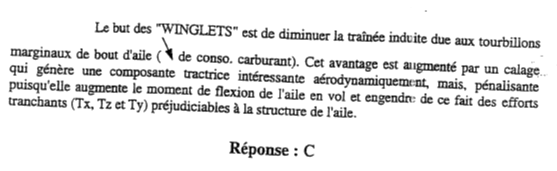 Le but des "WINGLETS" est de diminuer la traînée induite due aux tourbillons
marginaux de bout d'aile ( de conso. carburant). Cet avantage est augmenté par un calage
qui génère une composante tractrice intéressante aérodynamiquement, mais, pénalisante
puisqu'elle augmente le moment de flexion de l'aile en vol et engendre de ce fait des efforts
tranchants (Tx, Tz et Ty) préjudiciables à la structure de l'aile.
Réponse : C